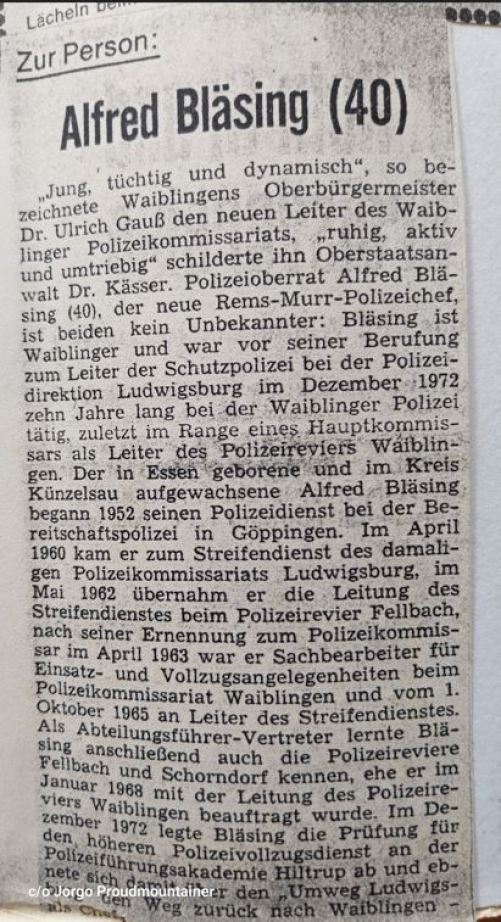 Lächeln
Zur Person:
Alfred Bläsing (40)
„Jung, tüchtig und dynamisch“, so be-
zeichnete Waiblingens Oberbürgermeister
Dr. Ulrich Gauß den neuen Leiter des Waib-
linger Polizeikommissariats, „ruhig, aktiv
und umtriebig“ schilderte ihn Oberstaatsan-
walt Dr. Kässer. Polizeioberrat Alfred Blä-
sing (40), der neue Rems-Murr-Polizeichef,
ist beiden kein Unbekannter: Bläsing ist
Waiblinger und war vor seiner Berufung
zum Leiter der Schutzpolizei bei der Polizei-
direktion Ludwigsburg im Dezember 1972
zehn Jahre lang bei der Waiblinger Polizei
tätig, zuletzt im Range eines Hauptkommis-
sars als Leiter des Polizeireviers Waiblin-
gen. Der in Essen geborene und im Kreis
Künzelsau aufgewachsene Alfred Bläsing
begann 1952 seinen Polizeidienst bei der Be-
reitschaftspolizei in Göppingen. Im April
1960 kam er zum Streifendienst des damali-
gen Polizeikommissariats Ludwigsburg, im
Mai 1962 übernahm er die Leitung des
Streifendienstes beim Polizeirevier Fellbach,
nach seiner Ernennung zum Polizeikommis-
sar im April 1963 war er Sachbearbeiter für
Einsatz- und Vollzugsangelegenheiten beim
Polizeikommissariat Waiblingen und vom 1.
Oktober 1965 an Leiter des Streifendienstes.
Als Abteilungsführer-Vertreter lernte Blä-
sing anschließend auch die Polizeireviere
Fellbach und Schorndorf kennen, ehe er im
Januar 1968 mit der Leitung des Polizeire-
viers Waiblingen beauftragt wurde. Im De-
zember 1972 legte Bläsing die Prüfung für
den höheren Polizeivollzugsdienst an der
Polizeiführungsakademie Hiltrup ab und eb-
nete sich den „Umweg Ludwigs-
den Weg zurück nach Waiblingen –
als Chef
c/o Jorgo Proudmountainer